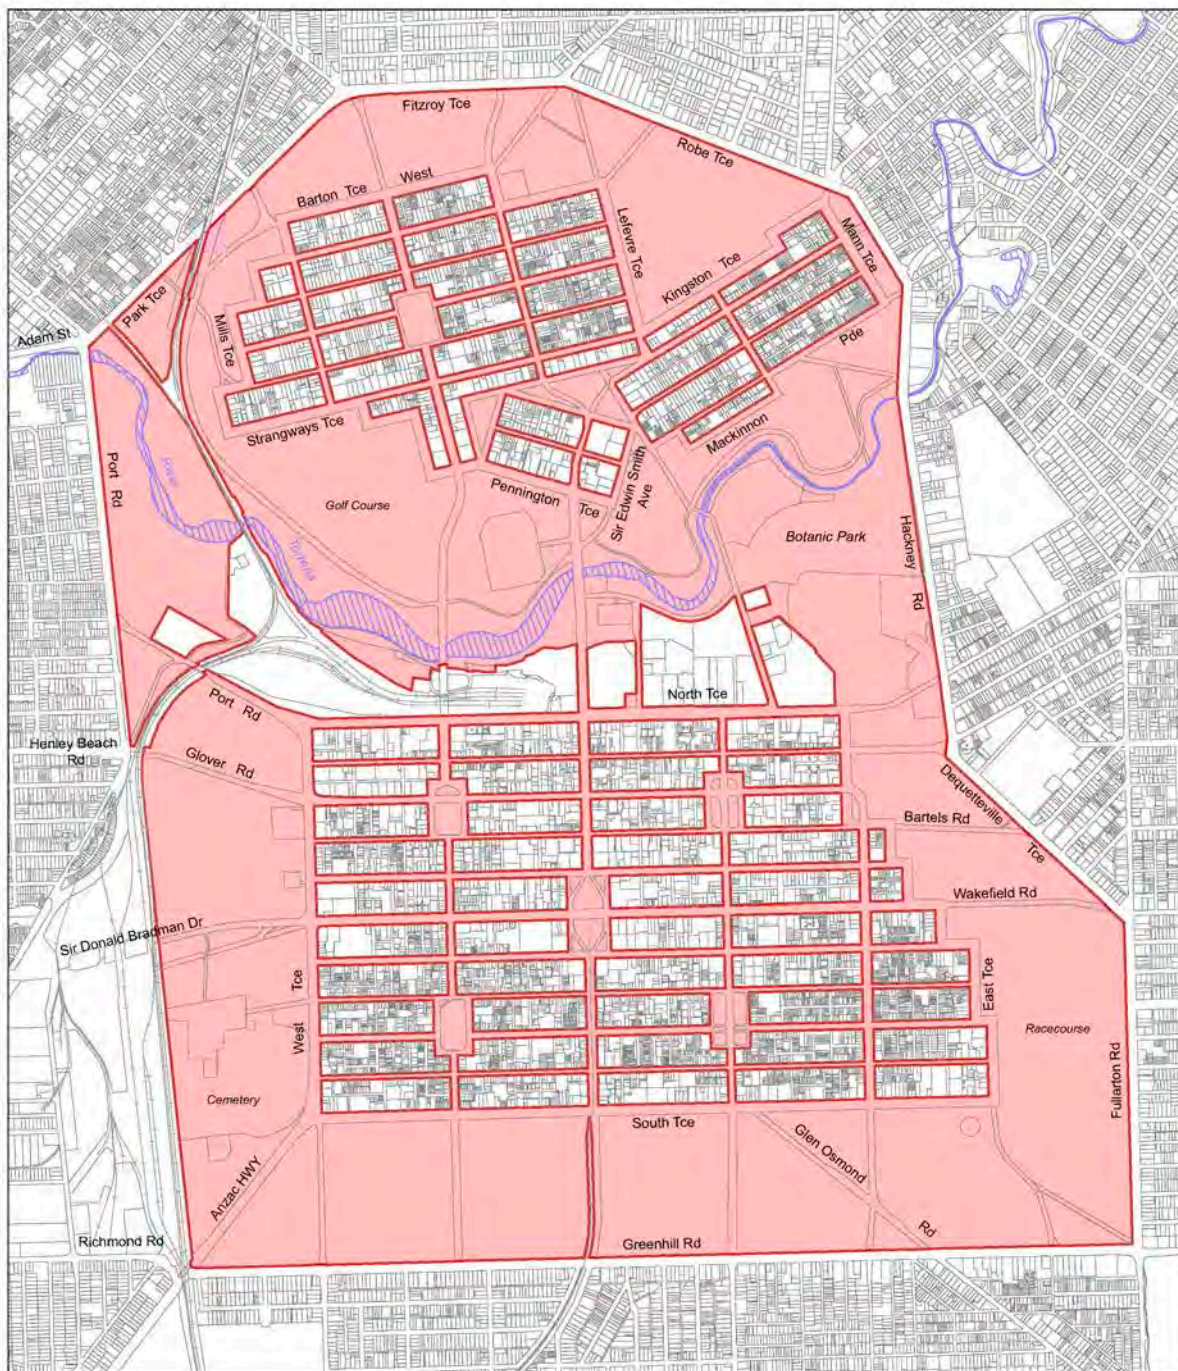 Fitzroy Tce
Robe Tce
Barton Tce West
Lefevre Tce
Mann Tce
Kingston Tce
Park Tce
Adam St
Mills Tce
Pde
Strangways Tce
Mackinnon
Port Rd
River
Golf Course
Pennington Tce
Sir Edwin Smith
Ave
Botanic Park
Hackney Rd
Torrens
North Tce
Port Rd
Henley Beach
Rd
Glover Rd
Dequetteville Tce
Bartels Rd
Wakefield Rd
Sir Donald Bradman Dr
West Tce
East Tce
Racecourse
Cemetery
Fullarton Rd
South Tce
Glen Osmond Rd
Anzac HWY
Richmond Rd
Greenhill Rd